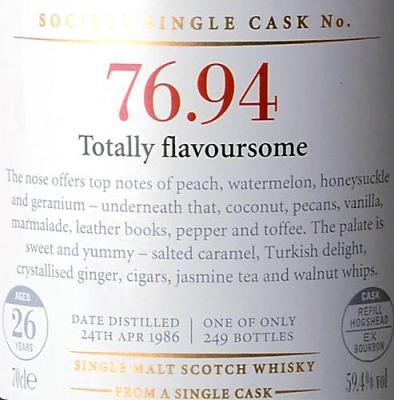 SOCIETY SINGLE CASK No.
76.94
Totally flavoursome
The nose offers top notes of peach, watermelon, honeysuckle
and geranium – underneath that, coconut, pecans, vanilla,
marmalade, leather books, pepper and toffee. The palate is
sweet and yummy – salted caramel, Turkish delight,
crystallised ginger, cigars, jasmine tea and walnut whips.
AGED
26
YEARS
DATE DISTILLED
24TH APR 1986
ONE OF ONLY
249 BOTTLES
CASK
REFILL
HOGSHEAD
EX
BOURBON
70cl e
SINGLE MALT SCOTCH WHISKY
FROM A SINGLE CASK
59.4% vol